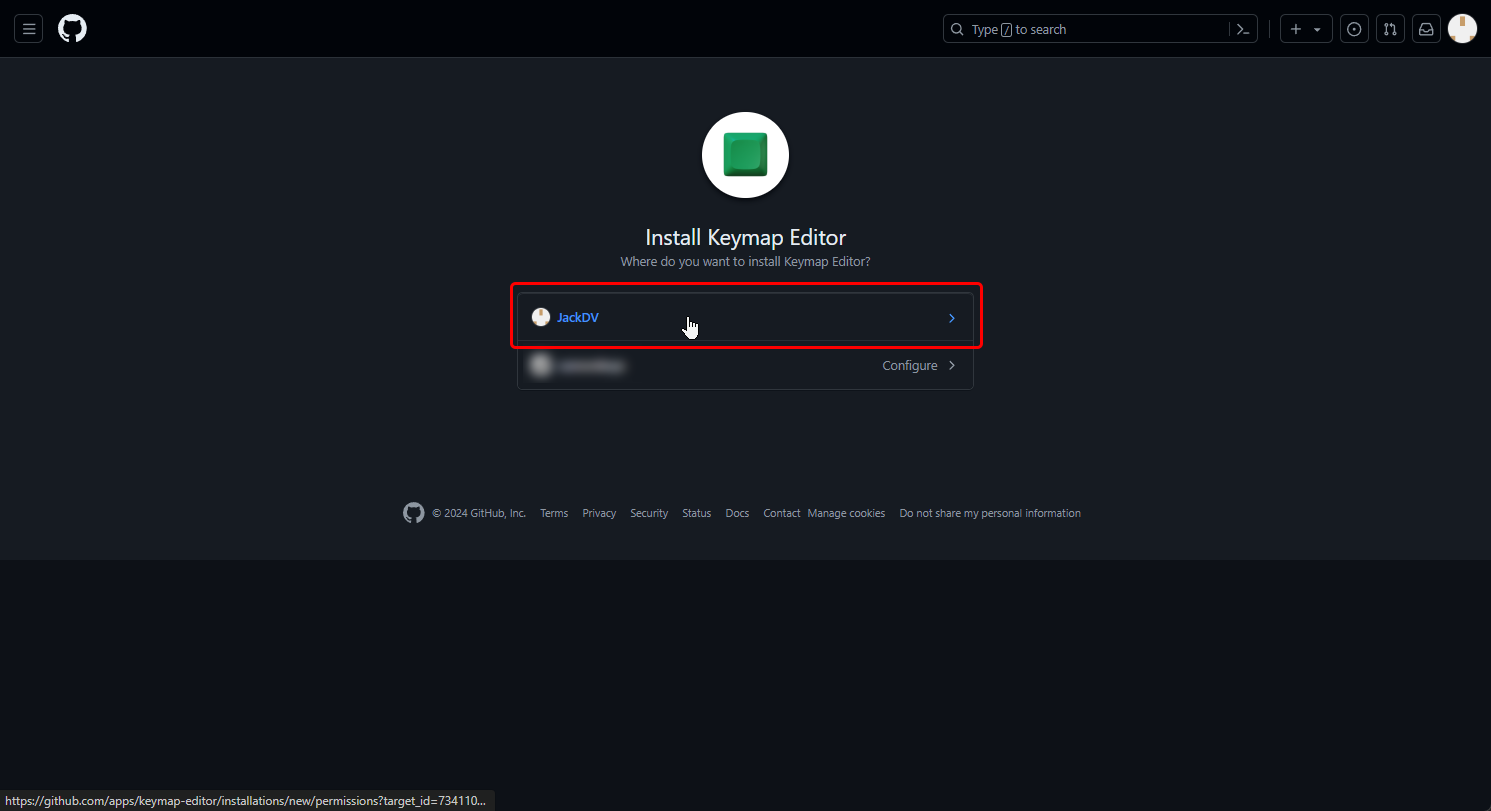 Type / to search
Install Keymap Editor
Where do you want to install Keymap Editor?
JackDV
Configure
© 2024 GitHub, Inc. Terms Privacy Security Status Docs Contact Manage cookies Do not share my personal information
https://github.com/apps/keymap-editor/installations/new/permissions?target_id=734110...